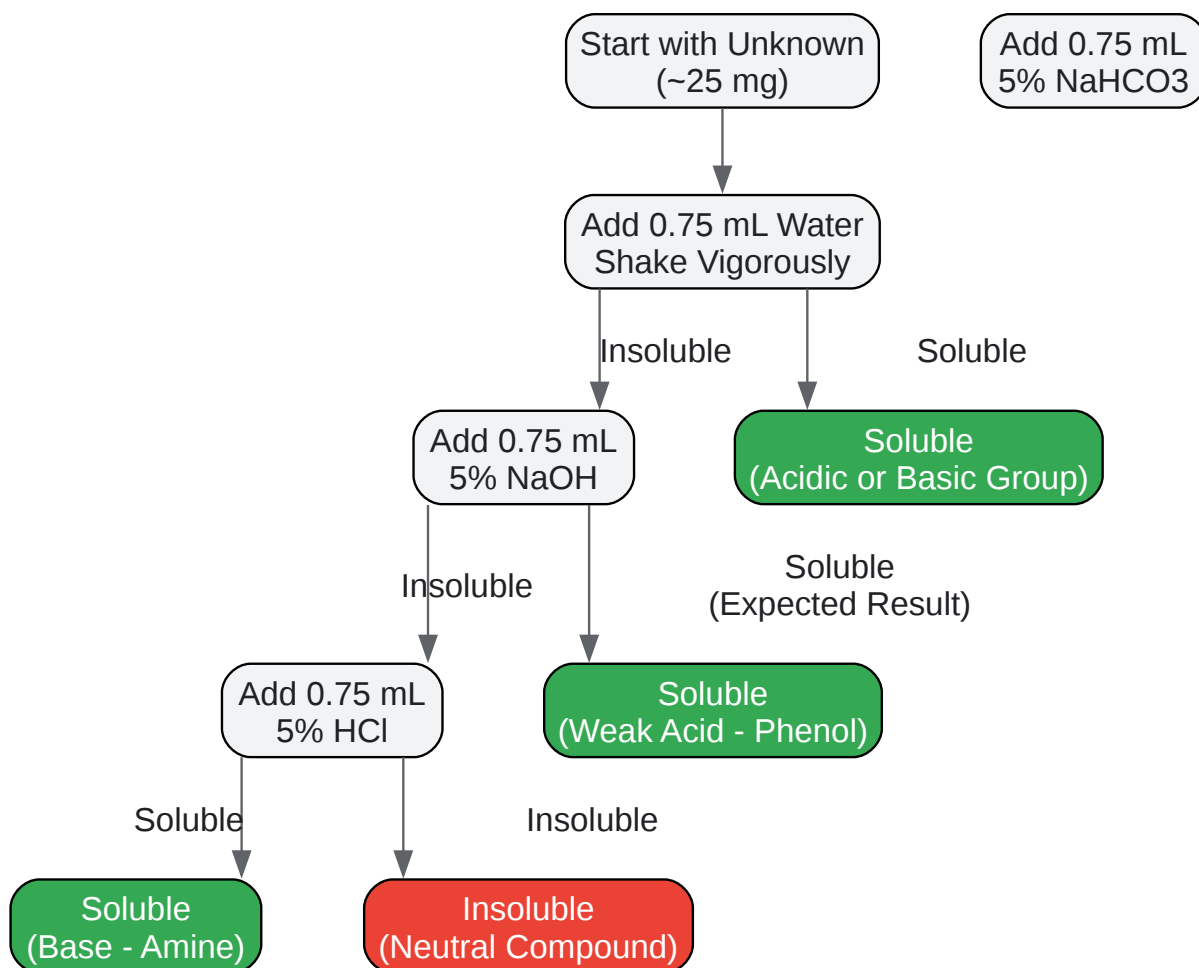 Start with Unknown
(~25 mg)
Add 0.75 mL
5% NaHCO3
Add 0.75 mL Water
Shake Vigorously
Insoluble
Soluble
Add 0.75 mL
5% NaOH
Soluble
(Acidic or Basic Group)
Insoluble
Soluble
(Expected Result)
Add 0.75 mL
5% HCl
Soluble
(Weak Acid - Phenol)
Soluble
Insoluble
Soluble
(Base - Amine)
Insoluble
(Neutral Compound)